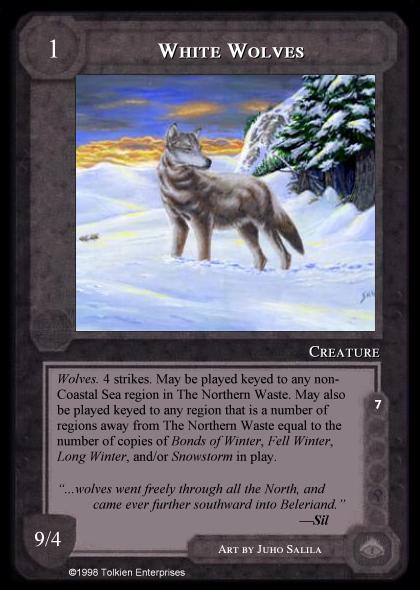 1
WHITE WOLVES
CREATURE
Wolves. 4 strikes. May be played keyed to any non-
Coastal Sea region in The Northern Waste. May also
be played keyed to any region that is a number of
regions away from The Northern Waste equal to the
number of copies of Bonds of Winter, Fell Winter,
Long Winter, and/or Snowstorm in play.
7
“...wolves went freely through all the North, and
came ever further southward into Beleriand.”
—Sil
9/4
ART BY JUHO SALILA
©1998 Tolkien Enterprises